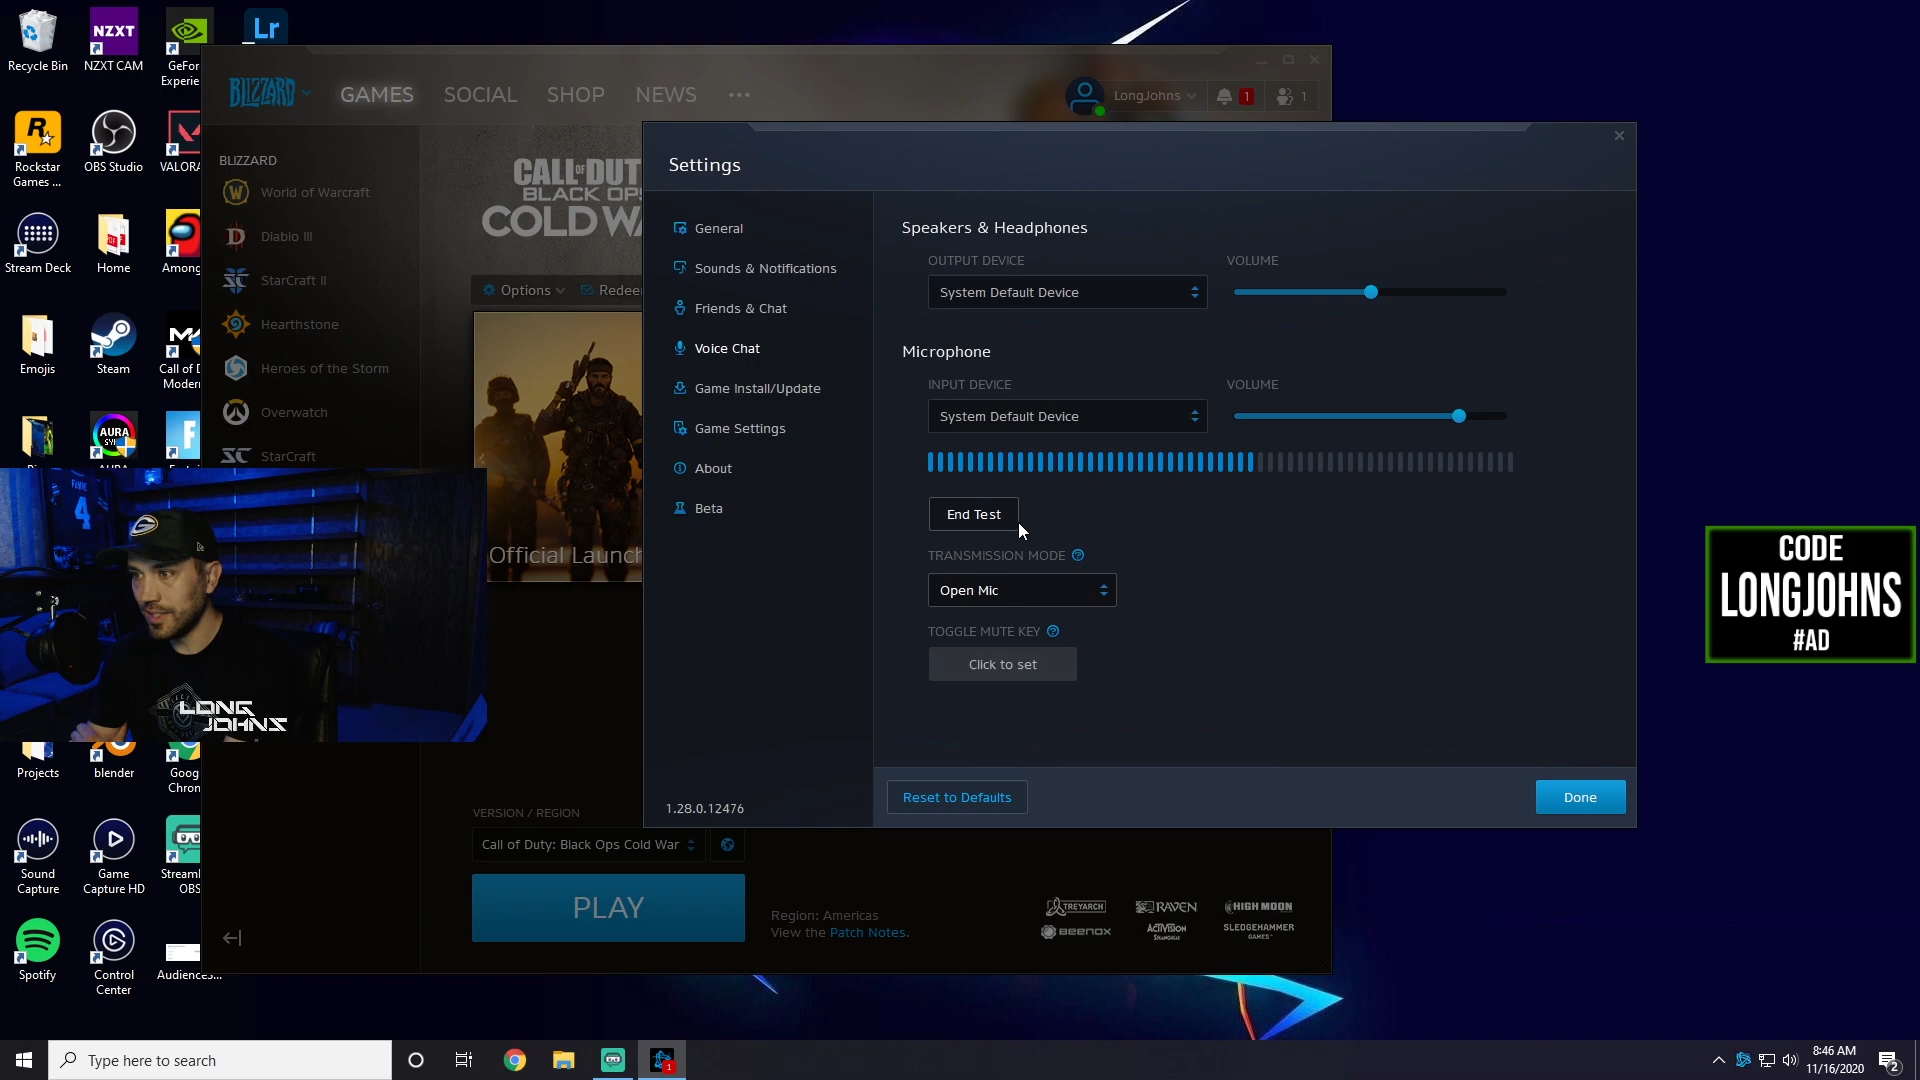 Recycle Bin
NZXT
NZXT CAM
GeFor
Experie
Lr
Rockstar
Games ...
OBS Studio
VALORA
Stream Deck
Home
Among
Emojis
Steam
Call of D
Modern
AURA
blender
Projects
Goog
Chrom
Sound
Capture
Game
Capture HD
Streaml
OBS
Spotify
Control
Center
Audiences...
BLIZZARD
GAMES
SOCIAL
SHOP
NEWS
LongJohns
1
1
BLIZZARD
World of Warcraft
Diablo III
StarCraft II
Hearthstone
Heroes of the Storm
Overwatch
StarCraft
CALL OF DUT
BLACK OPS
COLD WA
Options
Redee
Official Launch
VERSION / REGION
Call of Duty: Black Ops Cold War
PLAY
Region: Americas
View the Patch Notes.
TREYARCH
RAVEN
HIGH MOON
BEENOX
ACTIVISION
SHANGHAI
SLEDGEHAMMER
GAMES
Settings
General
Sounds & Notifications
Friends & Chat
Voice Chat
Game Install/Update
Game Settings
About
Beta
1.28.0.12476
Speakers & Headphones
OUTPUT DEVICE
VOLUME
System Default Device
Microphone
INPUT DEVICE
VOLUME
System Default Device
End Test
TRANSMISSION MODE
Open Mic
TOGGLE MUTE KEY
Click to set
Reset to Defaults
Done
4
LONG
JOHNS
CODE
LONGJOHNS
#AD
Type here to search
1
8:46 AM
11/16/2020
2